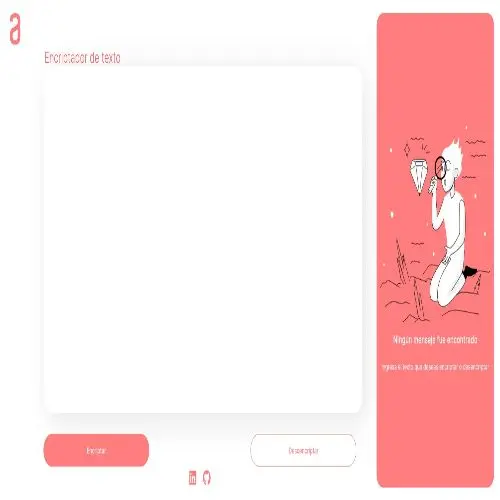 a
Encriptador de texto
Ningún mensaje fue encontrado
Ingresa el texto que deseas encriptar o desencriptar
Encriptar
Desencriptar